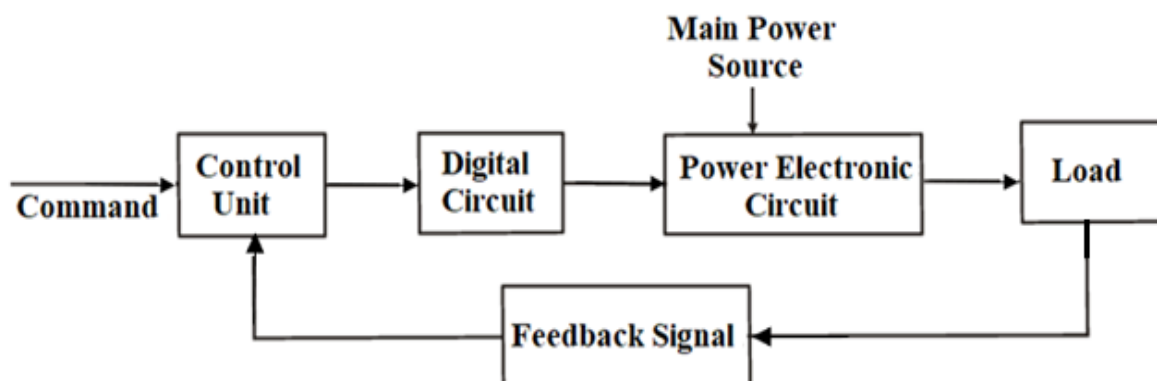 Main Power
Source
Control
Unit
Digital
Circuit
Power Electronic
Circuit
Load
Command
Feedback Signal